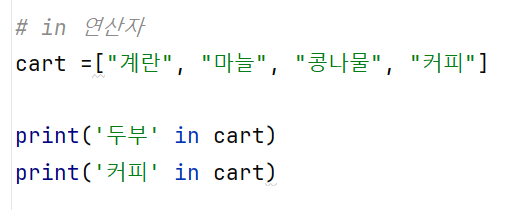 # in 연산자
cart =["계란", "마늘", "콩나물", "커피"]
print('두부' in cart)
print('커피' in cart)